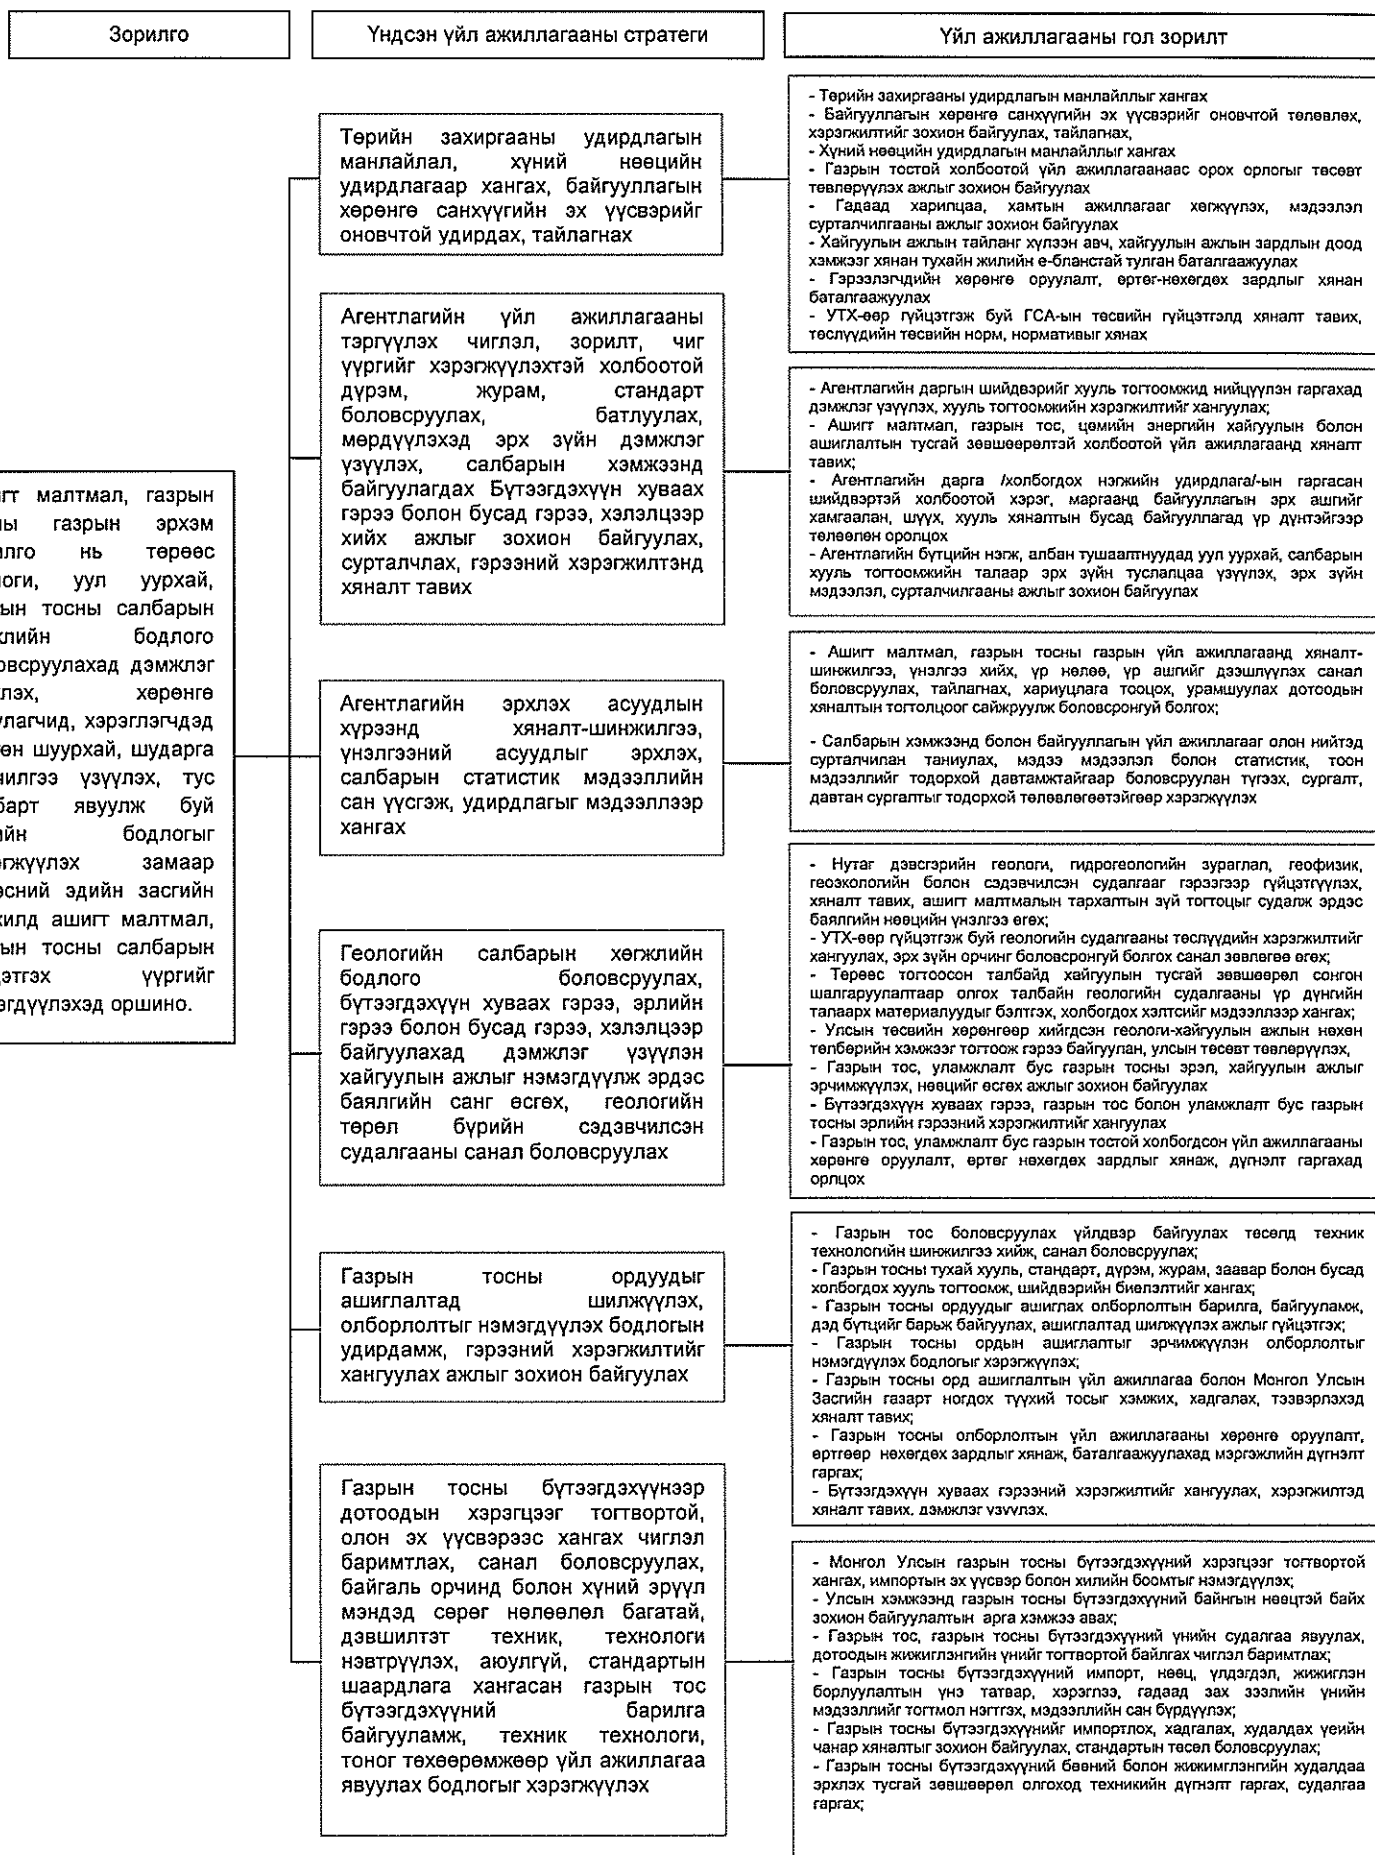 Зорилго
Үндсэн үйл ажиллагааны стратеги
Үйл ажиллагааны гол зорилт
малтмал, газрын
газрын эрхэм
нь төрөөс
уул уурхай,
тосны салбарын
бодлого
дэмжлэг
хөрөнгө
хэрэглэгчдэд
шуурхай, шударга
үзүүлэх, тус
явуулж буй
бодлогыг
замаар
эдийн засгийн
ашигт малтмал,
тосны салбарын
үүргийг
оршино.
Төрийн захиргааны удирдлагын
манлайлал, хүний нөөцийн
удирдлагаар хангах, байгууллагын
хөрөнгө санхүүгийн эх үүсвэрийг
оновчтой удирдах, тайлагнах
- Төрийн захиргааны удирдлагын манлайллыг хангах
- Байгууллагын хөрөнгө санхүүгийн эх үүсвэрийг оновчтой төлөвлөх,
хэрэгжилтийг зохион байгуулах, тайлагнах,
- Хүний нөөцийн удирдлагын манлайллыг хангах
- Газрын тостой холбоотой үйл ажиллагаанаас орох орлогыг төсөвт
төвлөрүүлэх ажлыг зохион байгуулах
- Гадаад харилцаа, хамтын ажиллагааг хөгжүүлэх, мэдээлэл
сурталчилгааны ажлыг зохион байгуулах
- Хайгуулын ажлын тайланг хүлээн авч, хайгуулын ажлын зардлын доод
хэмжээг хянан тухайн жилийн е-бланстай тулган баталгаажуулах
- Гэрээлэгчдийн хөрөнгө оруулалт, өртөг-нөхөгдөх зардлыг хянан
баталгаажуулах
- УТХ-өөр гүйцэтгэж буй ГСА-ын төсвийн гүйцэтгэлд хяналт тавих,
төслүүдийн төсвийн норм, нормативыг хянах
Агентлагийн үйл ажиллагааны
тэргүүлэх чиглэл, зорилт, чиг
үүргийг хэрэгжүүлэхтэй холбоотой
дүрэм, журам, стандарт
боловсруулах, батлуулах,
мөрдүүлэхэд эрх зүйн дэмжлэг
үзүүлэх, салбарын хэмжээнд
байгуулагдах Бүтээгдэхүүн хуваах
гэрээ болон бусад гэрээ, хэлэлцээр
хийх ажлыг зохион байгуулах,
сурталчлах, гэрээний хэрэгжилтэнд
хяналт тавих
- Агентлагийн даргын шийдвэрийг хууль тогтоомжид нийцүүлэн гаргахад
дэмжлэг үзүүлэх, хууль тогтоомжийн хэрэгжилтийг хангуулах;
- Ашигт малтмал, газрын тос, цөмийн энергийн хайгуулын болон
ашиглалтын тусгай зөвшөөрөлтэй холбоотой үйл ажиллагаанд хяналт
тавих;
- Агентлагийн дарга /холбогдох нэгжийн удирдлага/-ын гаргасан
шийдвэртэй холбоотой хэрэг, маргаанд байгууллагын эрх ашгийг
хамгаалан, шүүх, хууль хяналтын бусад байгууллагад үр дүнтэйгээр
төлөөлөн оролцох
- Агентлагийн бүтцийн нэгж, албан тушаалтнуудад уул уурхай, салбарын
хууль тогтоомжийн талаар эрх зүйн туслалцаа үзүүлэх, эрх зүйн
мэдээлэл, сурталчилгааны ажлыг зохион байгуулах
Агентлагийн эрхлэх асуудлын
хүрээнд хяналт-шинжилгээ,
үнэлгээний асуудлыг эрхлэх,
салбарын статистик мэдээллийн
сан үүсгэж, удирдлагыг мэдээллээр
хангах
- Ашигт малтмал, газрын тосны газрын үйл ажиллагаанд хяналт-
шинжилгээ, үнэлгээ хийх, үр нөлөө, үр ашгийг дээшлүүлэх санал
боловсруулах, тайлагнах, хариуцлага тооцох, урамшуулах дотоодын
хяналтын тогтолцоог сайжруулж боловсронгуй болгох;
- Салбарын хэмжээнд болон байгууллагын үйл ажиллагааг олон нийтэд
сурталчилан таниулах, мэдээ мэдээлэл болон статистик, тоон
мэдээллийг тодорхой давтамжтайгаар боловсруулан түгээх, сургалт,
давтан сургалтыг тодорхой төлөвлөгөөтэйгөөр хэрэгжүүлэх
Геологийн салбарын хөгжлийн
бодлого боловсруулах,
бүтээгдэхүүн хуваах гэрээ, эрлийн
гэрээ болон бусад гэрээ, хэлэлцээр
байгуулахад дэмжлэг үзүүлэн
хайгуулын ажлыг нэмэгдүүлж эрдэс
баялгийн санг өсгөх, геологийн
төрөл бүрийн сэдэвчилсэн
судалгааны санал боловсруулах
- Нутаг дэвсгэрийн геологи, гидрогеологийн зураглал, геофизик,
геоэкологийн болон сэдэвчилсэн судалгааг гэрээгээр гүйцэтгүүлэх,
хяналт тавих, ашигт малтмалын тархалтын зүй тогтоцыг судалж эрдэс
баялгийн нөөцийн үнэлгээ өгөх;
- УТХ-өөр гүйцэтгэж буй геологийн судалгааны төслүүдийн хэрэгжилтийг
хангуулах, эрх зүйн орчинг боловсронгуй болгох санал зөвлөгөө өгөх;
- Төрөөс тогтоосон талбайд хайгуулын тусгай зөвшөөрөл сонгон
шалгаруулалтаар олгох талбайн геологийн судалгааны үр дүнгийн
талаарх материалуудыг бэлтгэх, холбогдох хэлтсийг мэдээллээр хангах;
- Улсын төсвийн хөрөнгөөр хийгдсэн геологи-хайгуулын ажлын нөхөн
төлбөрийн хэмжээг тогтоож гэрээ байгуулан, улсын төсөвт төвлөрүүлэх,
- Газрын тос, уламжлалт бус газрын тосны эрэл, хайгуулын ажлыг
эрчимжүүлэх, нөөцийг өсгөх ажлыг зохион байгуулах
- Бүтээгдэхүүн хуваах гэрээ, газрын тос болон уламжлалт бус газрын
тосны эрлийн гэрээний хэрэгжилтийг хангуулах
- Газрын тос, уламжлалт бус газрын тостой холбогдсон үйл ажиллагааны
хөрөнгө оруулалт, өртөг нөхөгдөх зардлыг хянаж, дүгнэлт гаргахад
орлцох
Газрын тосны ордуудыг
ашиглалтад шилжүүлэх,
олборлолтыг нэмэгдүүлэх бодлогын
удирдамж, гэрээний хэрэгжилтийг
хангуулах ажлыг зохион байгуулах
- Газрын тос боловсруулах үйлдвэр байгуулах төсөлд техник
технологийн шинжилгээ хийж, санал боловсруулах;
- Газрын тосны тухай хууль, стандарт, дүрэм, журам, заавар болон бусад
холбогдох хууль тогтоомж, шийдвэрийн биелэлтийг хангах;
- Газрын тосны ордуудыг ашиглах олборлолтын барилга, байгууламж,
дэд бүтцийг барьж байгуулах, ашиглалтад шилжүүлэх ажлыг гүйцэтгэх;
- Газрын тосны ордын ашиглалтыг эрчимжүүлэн олборлолтыг
нэмэгдүүлэх бодлогыг хэрэгжүүлэх;
- Газрын тосны орд ашиглалтын үйл ажиллагаа болон Монгол Улсын
Засгийн газарт ногдох түүхий тосыг хэмжих, хадгалах, тээвэрлэхэд
хяналт тавих;
- Газрын тосны олборлолтын үйл ажиллагааны хөрөнгө оруулалт,
өртгөөр нөхөгдөх зардлыг хянаж, баталгаажуулахад мэргэжлийн дүгнэлт
гаргах;
- Бүтээгдэхүүн хуваах гэрээний хэрэгжилтийг хангуулах, хэрэгжилтэд
хяналт тавих, дэмжлэг үзүүлэх,
Газрын тосны бүтээгдэхүүнээр
дотоодын хэрэгцээг тогтвортой,
олон эх үүсвэрээс хангах чиглэл
баримтлах, санал боловсруулах,
байгаль орчинд болон хүний эрүүл
мэндэд сөрөг нөлөөлөл багатай,
дэвшилтэт техник, технологи
нэвтрүүлэх, аюулгүй, стандартын
шаардлага хангасан газрын тос
бүтээгдэхүүний барилга
байгууламж, техник технологи,
тоног төхөөрөмжөөр үйл ажиллагаа
явуулах бодлогыг хэрэгжүүлэх
- Монгол Улсын газрын тосны бүтээгдэхүүний хэрэгцээг тогтвортой
хангах, импортын эх үүсвэр болон хилийн боомтыг нэмэгдүүлэх;
- Улсын хэмжээнд газрын тосны бүтээгдэхүүний байнгын нөөцтэй байх
зохион байгуулалтын арга хэмжээ авах;
- Газрын тос, газрын тосны бүтээгдэхүүний үнийн судалгаа явуулах,
дотоодын жижиглэнгийн үнийг тогтвортой байлгах чиглэл баримтлах;
- Газрын тосны бүтээгдэхүүний импорт, нөөц, үлдэгдэл, жижиглэн
борлуулалтын үнэ татвар, хэрэглээ, гадаад зах зээлийн үнийн
мэдээллийг тогтмол нэгтгэх, мэдээллийн сан бүрдүүлэх;
- Газрын тосны бүтээгдэхүүнийг импортлох, хадгалах, худалдах үеийн
чанар хяналтыг зохион байгуулах, стандартын төсөл боловсруулах;
- Газрын тосны бүтээгдэхүүний бөөний болон жижимглэнгийн худалдаа
эрхлэх тусгай зөвшөөрөл олгоход техникийн дүгнэлт гаргах, судалгаа
гаргах;